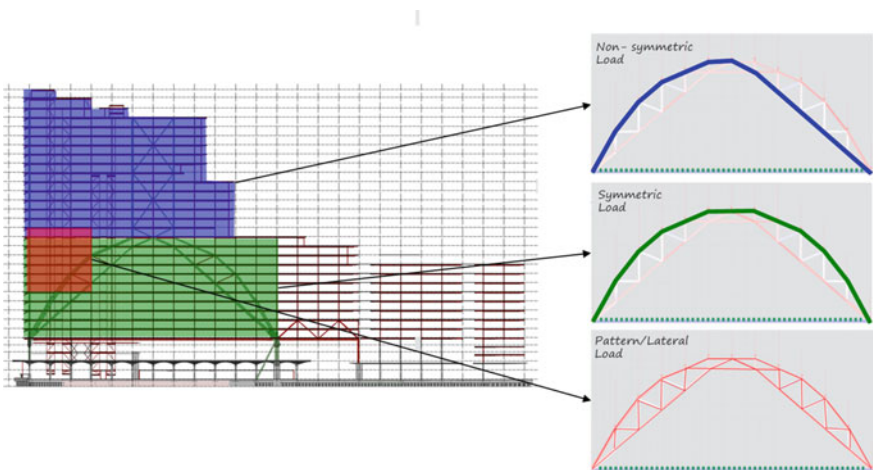 Non- symmetric
Load
Symmetric
Load
Pattern/Lateral
Load